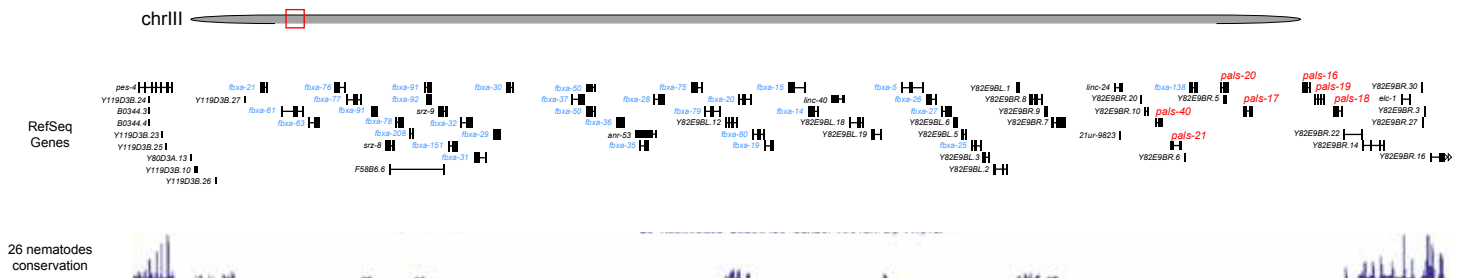 chrIII
RefSeq
Genes
pes-4 fbxa-21 fbxa-76 fbxa-91 fbxa-30 fbxa-50 fbxa-75 fbxa-15 fbxa-5 Y82E9BL.1 linc-24 fbxa-138 pals-20 pals-16 Y82E9BR.30
Y119D3B.24 Y119D3B.27 fbxa-77 fbxa-92 fbxa-37 fbxa-28 fbxa-20 linc-40 fbxa-26 Y82E9BR.8 Y82E9BR.20 Y82E9BR.5 pals-19 elc-1
B0344.3 fbxa-61 fbxa-91 srz-9 fbxa-50 fbxa-79 fbxa-14 fbxa-27 Y82E9BR.9 Y82E9BR.10 pals-17 pals-18 Y82E9BR.3
B0344.4 fbxa-63 fbxa-78 fbxa-32 fbxa-36 Y82E9BL.12 Y82E9BL.18 Y82E9BL.6 Y82E9BR.7 pals-40 Y82E9BR.27
Y119D3B.23 fbxa-208 fbxa-29 anr-53 fbxa-80 Y82E9BL.19 Y82E9BL.5 21ur-9823 Y82E9BR.22
Y119D3B.25 srz-8 fbxa-151 fbxa-35 fbxa-19 fbxa-25 pals-21 Y82E9BR.14
Y80D3A.13 fbxa-31 Y82E9BL.3 Y82E9BR.6 Y82E9BR.16
Y119D3B.10 F58B6.6 Y82E9BL.2
Y119D3B.26
26 nematodes
conservation